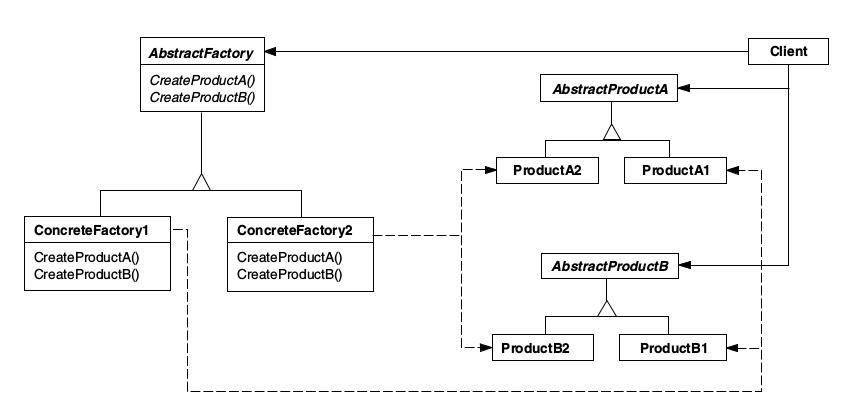 AbstractFactory
CreateProductA()
CreateProductB()
Client
AbstractProductA
ProductA2
ProductA1
ConcreteFactory1
CreateProductA()
CreateProductB()
ConcreteFactory2
CreateProductA()
CreateProductB()
AbstractProductB
ProductB2
ProductB1